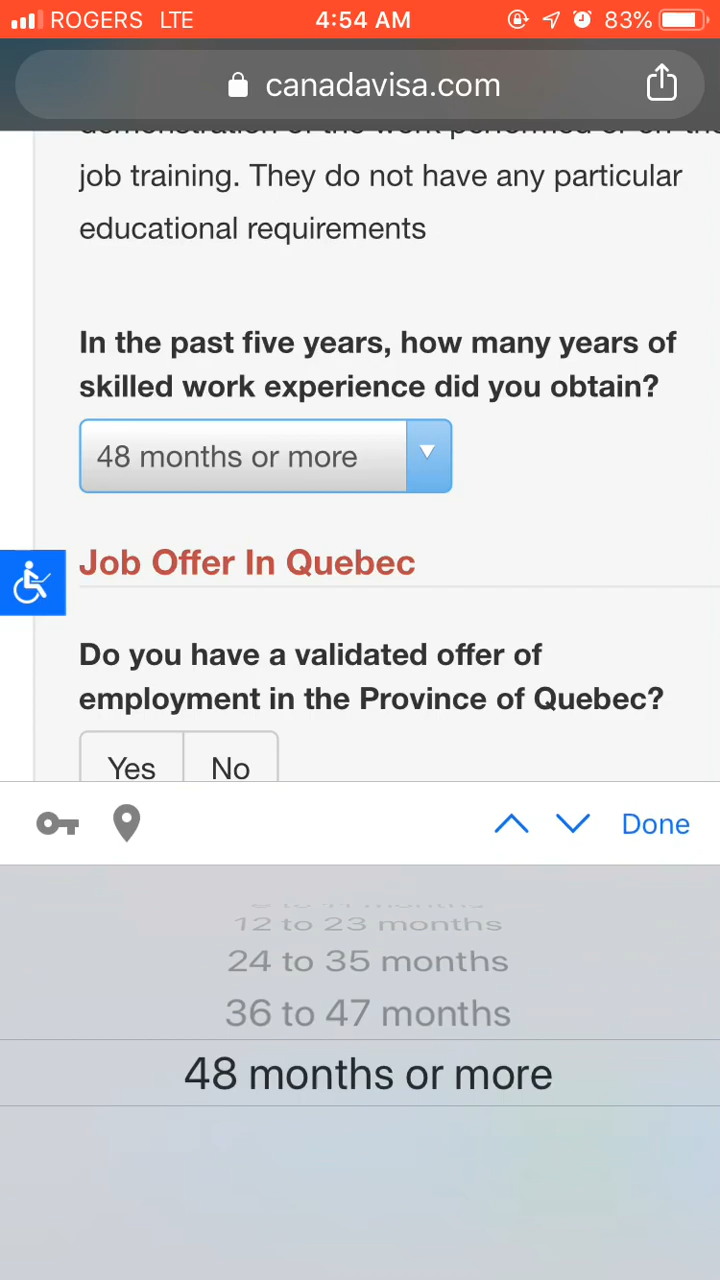 ROGERS LTE 4:54 AM 83%
canadavisa.com
job training. They do not have any particular
educational requirements
In the past five years, how many years of
skilled work experience did you obtain?
48 months or more
Job Offer In Quebec
Do you have a validated offer of
employment in the Province of Quebec?
Yes No
Done
12 to 23 months
24 to 35 months
36 to 47 months
48 months or more